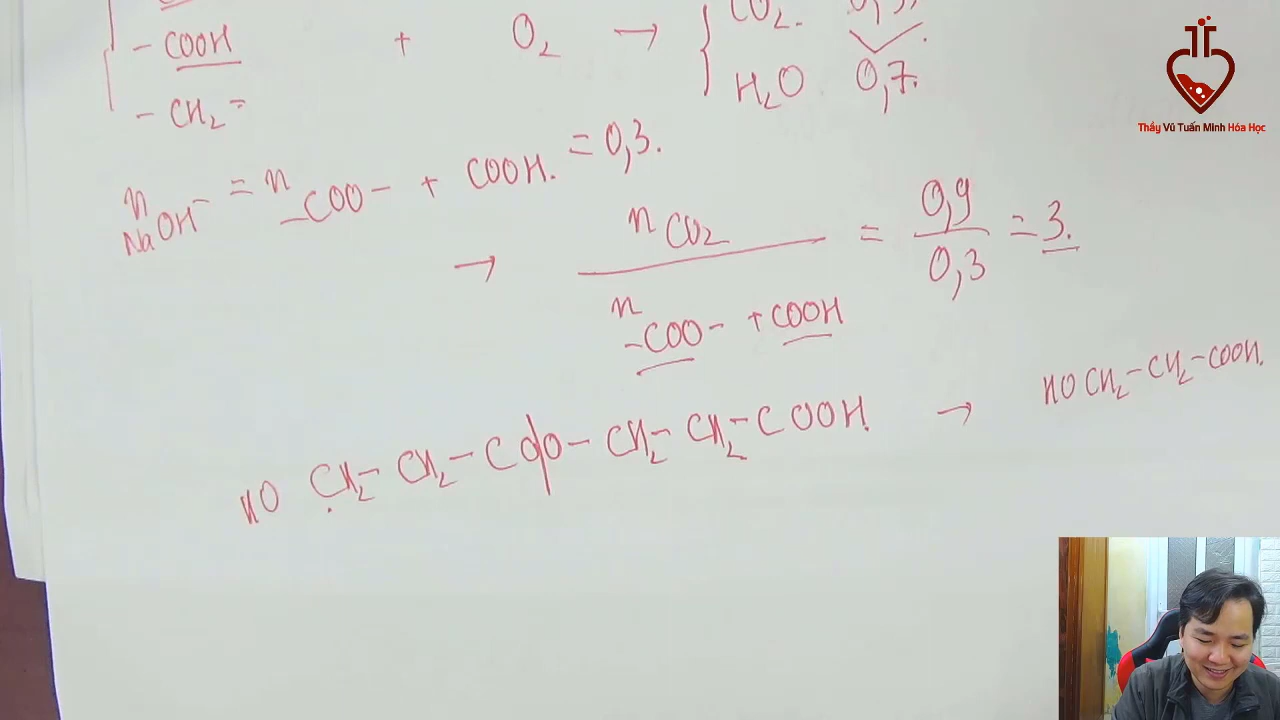 CO2.
- COOH + O2 → H2O 0,7.
- CH2 -
Thầy Vũ Tuấn Minh Hóa Học
nNaOH = n-COO- + COOH. = 0,3.
→ nCO2 / n-COO- + COOH = 0,9 / 0,3 = 3.
HO CH2 - CH2 - COO - CH2 - CH2 - COOH. → HO CH2 - CH2 - COOH.